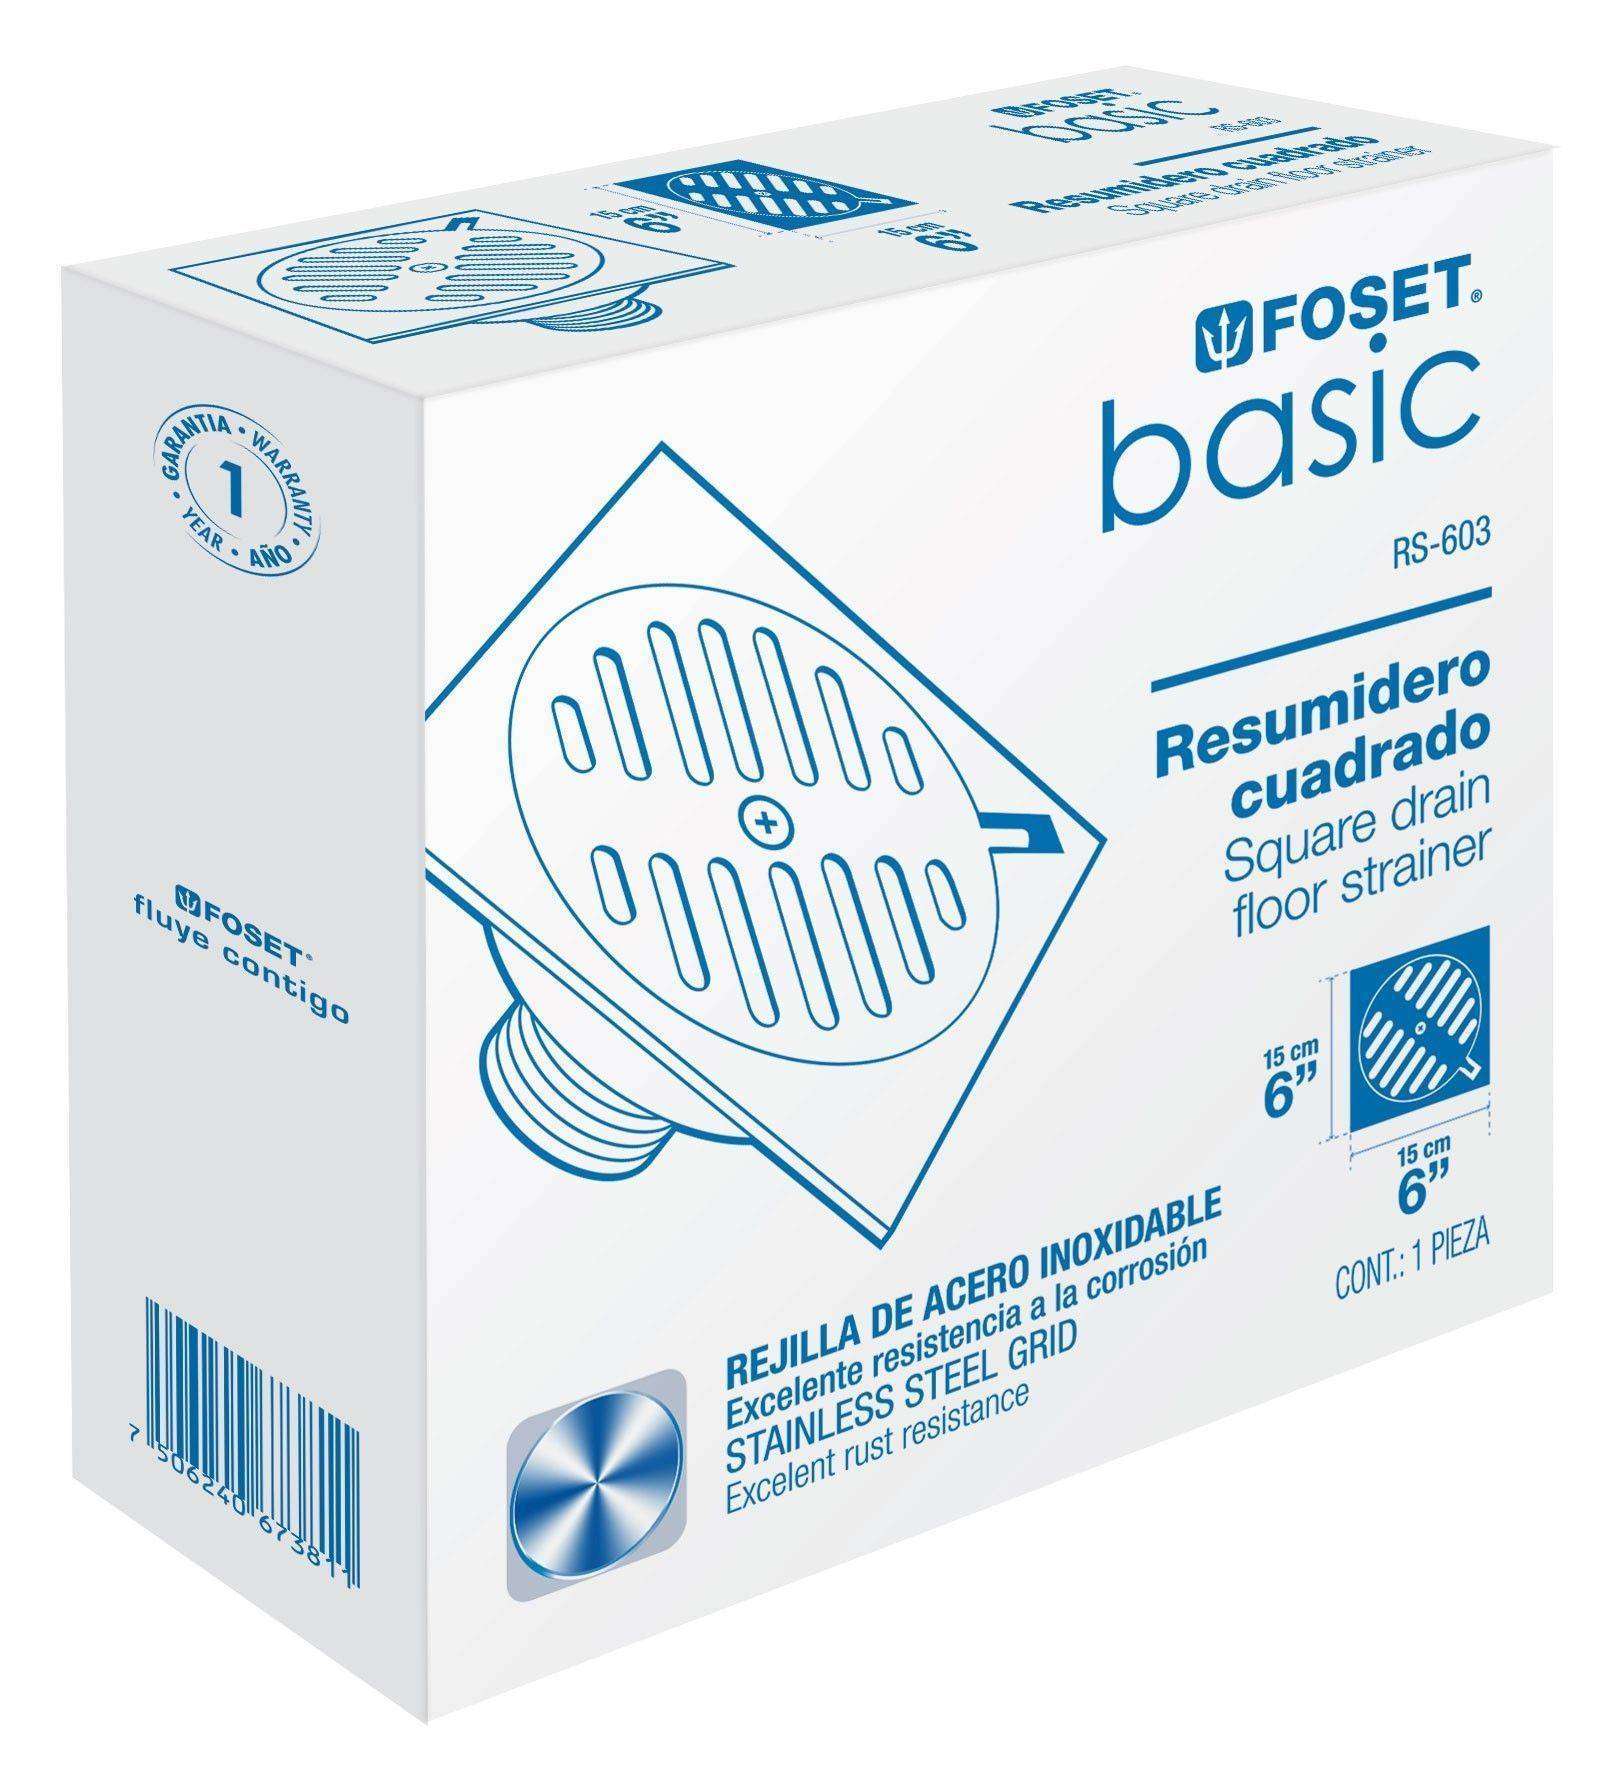 FOSET®
basic
RS-603
Resumidero cuadrado
Square drain floor strainer
15 cm
6”
15 cm
6”
GARANTIA • WARRANTY •
1
YEAR • AÑO •
FOSET®
fluye contigo
7 506240 673811
FOSET®
basic
RS-603
Resumidero
cuadrado
Square drain
floor strainer
15 cm
6”
15 cm
6”
CONT.: 1 PIEZA
REJILLA DE ACERO INOXIDABLE
Excelente resistencia a la corrosión
STAINLESS STEEL GRID
Excelent rust resistance